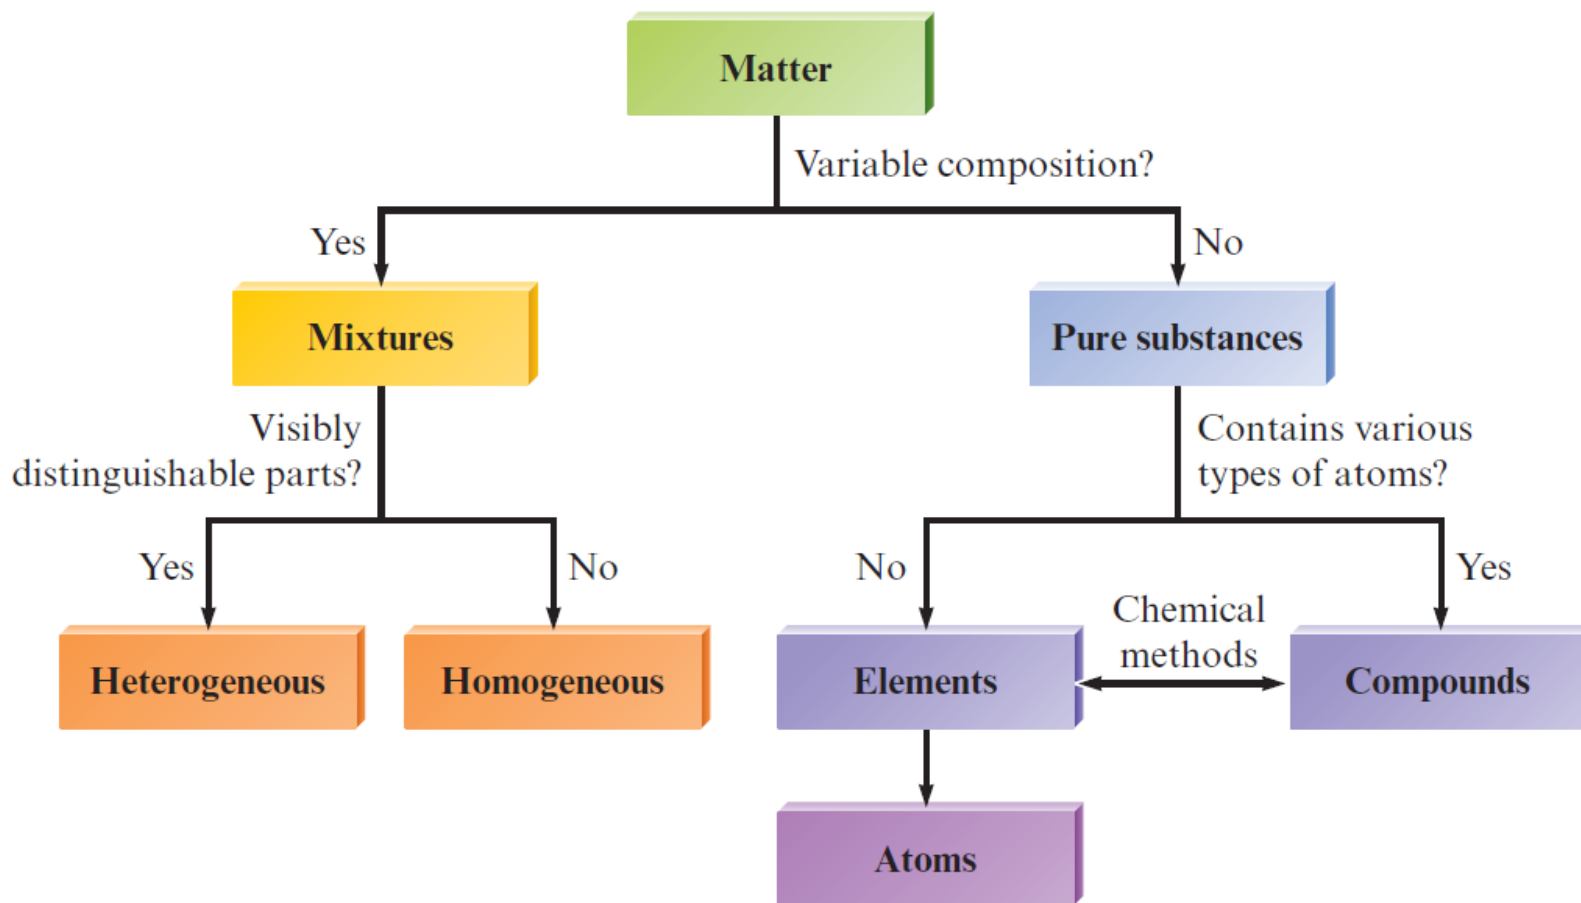 Matter
Variable composition?
Yes
No
Mixtures
Pure substances
Visibly
distinguishable parts?
Contains various
types of atoms?
Yes
No
No
Yes
Chemical
methods
Heterogeneous
Homogeneous
Elements
Compounds
Atoms